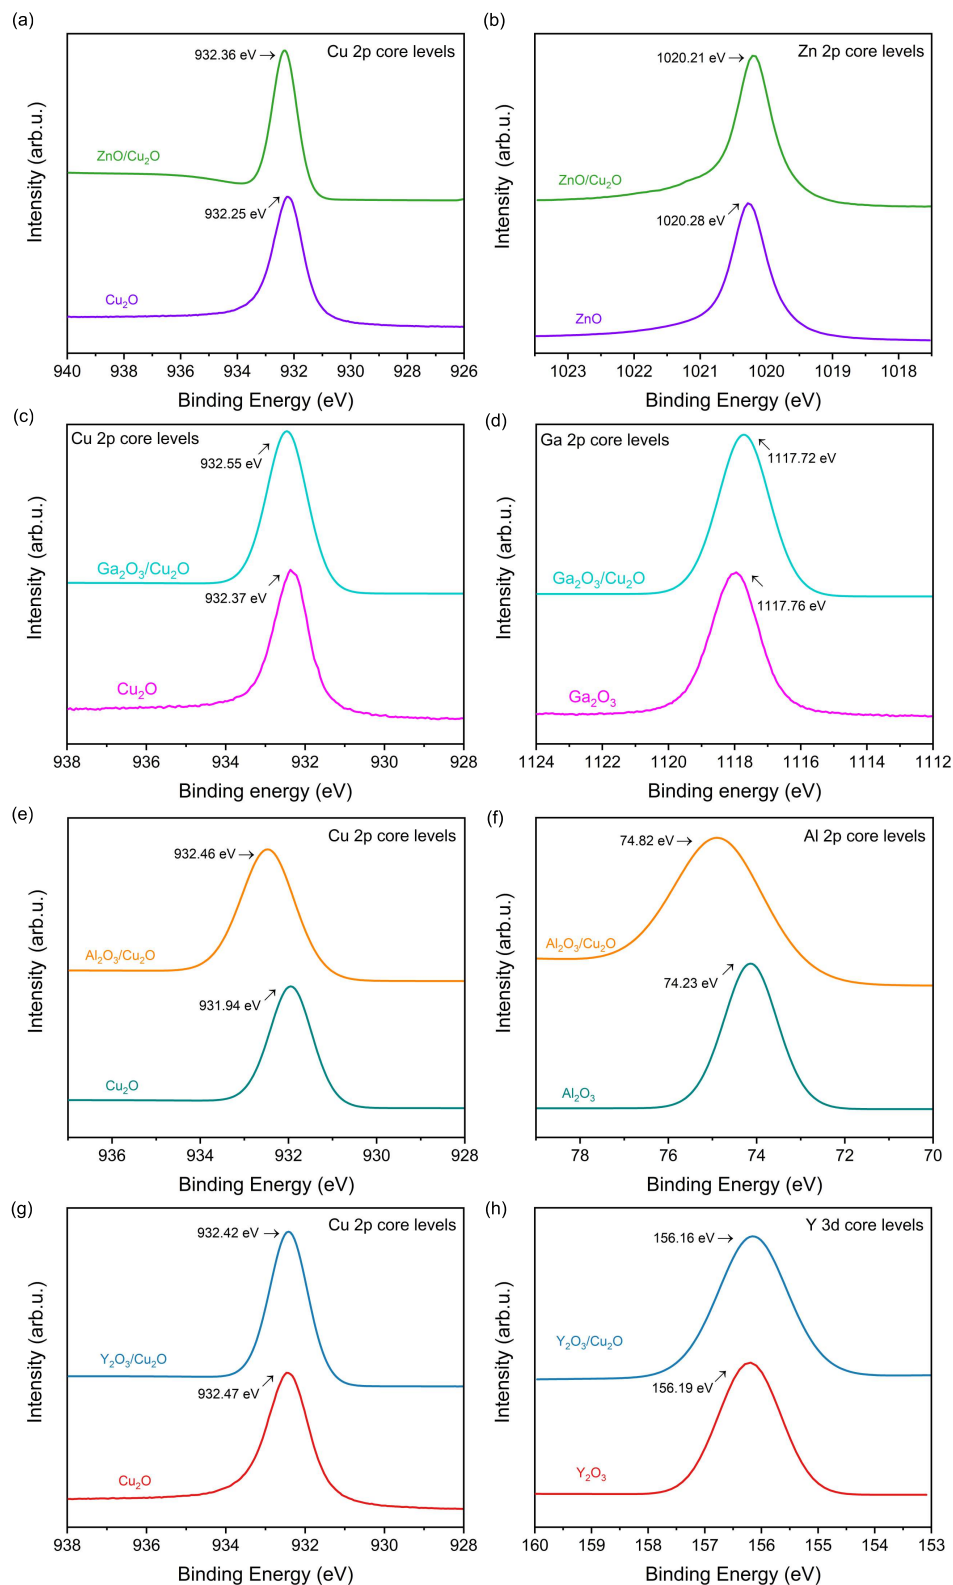 (a)
Cu 2p core levels
932.36 eV →
ZnO/Cu₂O
932.25 eV
Cu₂O
Intensity (arb.u.)
940 938 936 934 932 930 928 926
Binding Energy (eV)
(b)
Zn 2p core levels
1020.21 eV →
ZnO/Cu₂O
1020.28 eV
ZnO
Intensity (arb.u.)
1023 1022 1021 1020 1019 1018
Binding Energy (eV)
(c)
Cu 2p core levels
932.55 eV
Ga₂O₃/Cu₂O
932.37 eV
Cu₂O
Intensity (arb.u.)
938 936 934 932 930 928
Binding energy (eV)
(d)
Ga 2p core levels
1117.72 eV
Ga₂O₃/Cu₂O
1117.76 eV
Ga₂O₃
Intensity (arb.u.)
1124 1122 1120 1118 1116 1114 1112
Binding energy (eV)
(e)
Cu 2p core levels
932.46 eV →
Al₂O₃/Cu₂O
931.94 eV
Cu₂O
Intensity (arb.u.)
936 934 932 930 928
Binding Energy (eV)
(f)
Al 2p core levels
74.82 eV →
Al₂O₃/Cu₂O
74.23 eV
Al₂O₃
Intensity (arb.u.)
78 76 74 72 70
Binding Energy (eV)
(g)
Cu 2p core levels
932.42 eV →
Y₂O₃/Cu₂O
932.47 eV
Cu₂O
Intensity (arb.u.)
938 936 934 932 930 928
Binding Energy (eV)
(h)
Y 3d core levels
156.16 eV →
Y₂O₃/Cu₂O
156.19 eV
Y₂O₃
Intensity (arb.u.)
160 159 158 157 156 155 154 153
Binding Energy (eV)